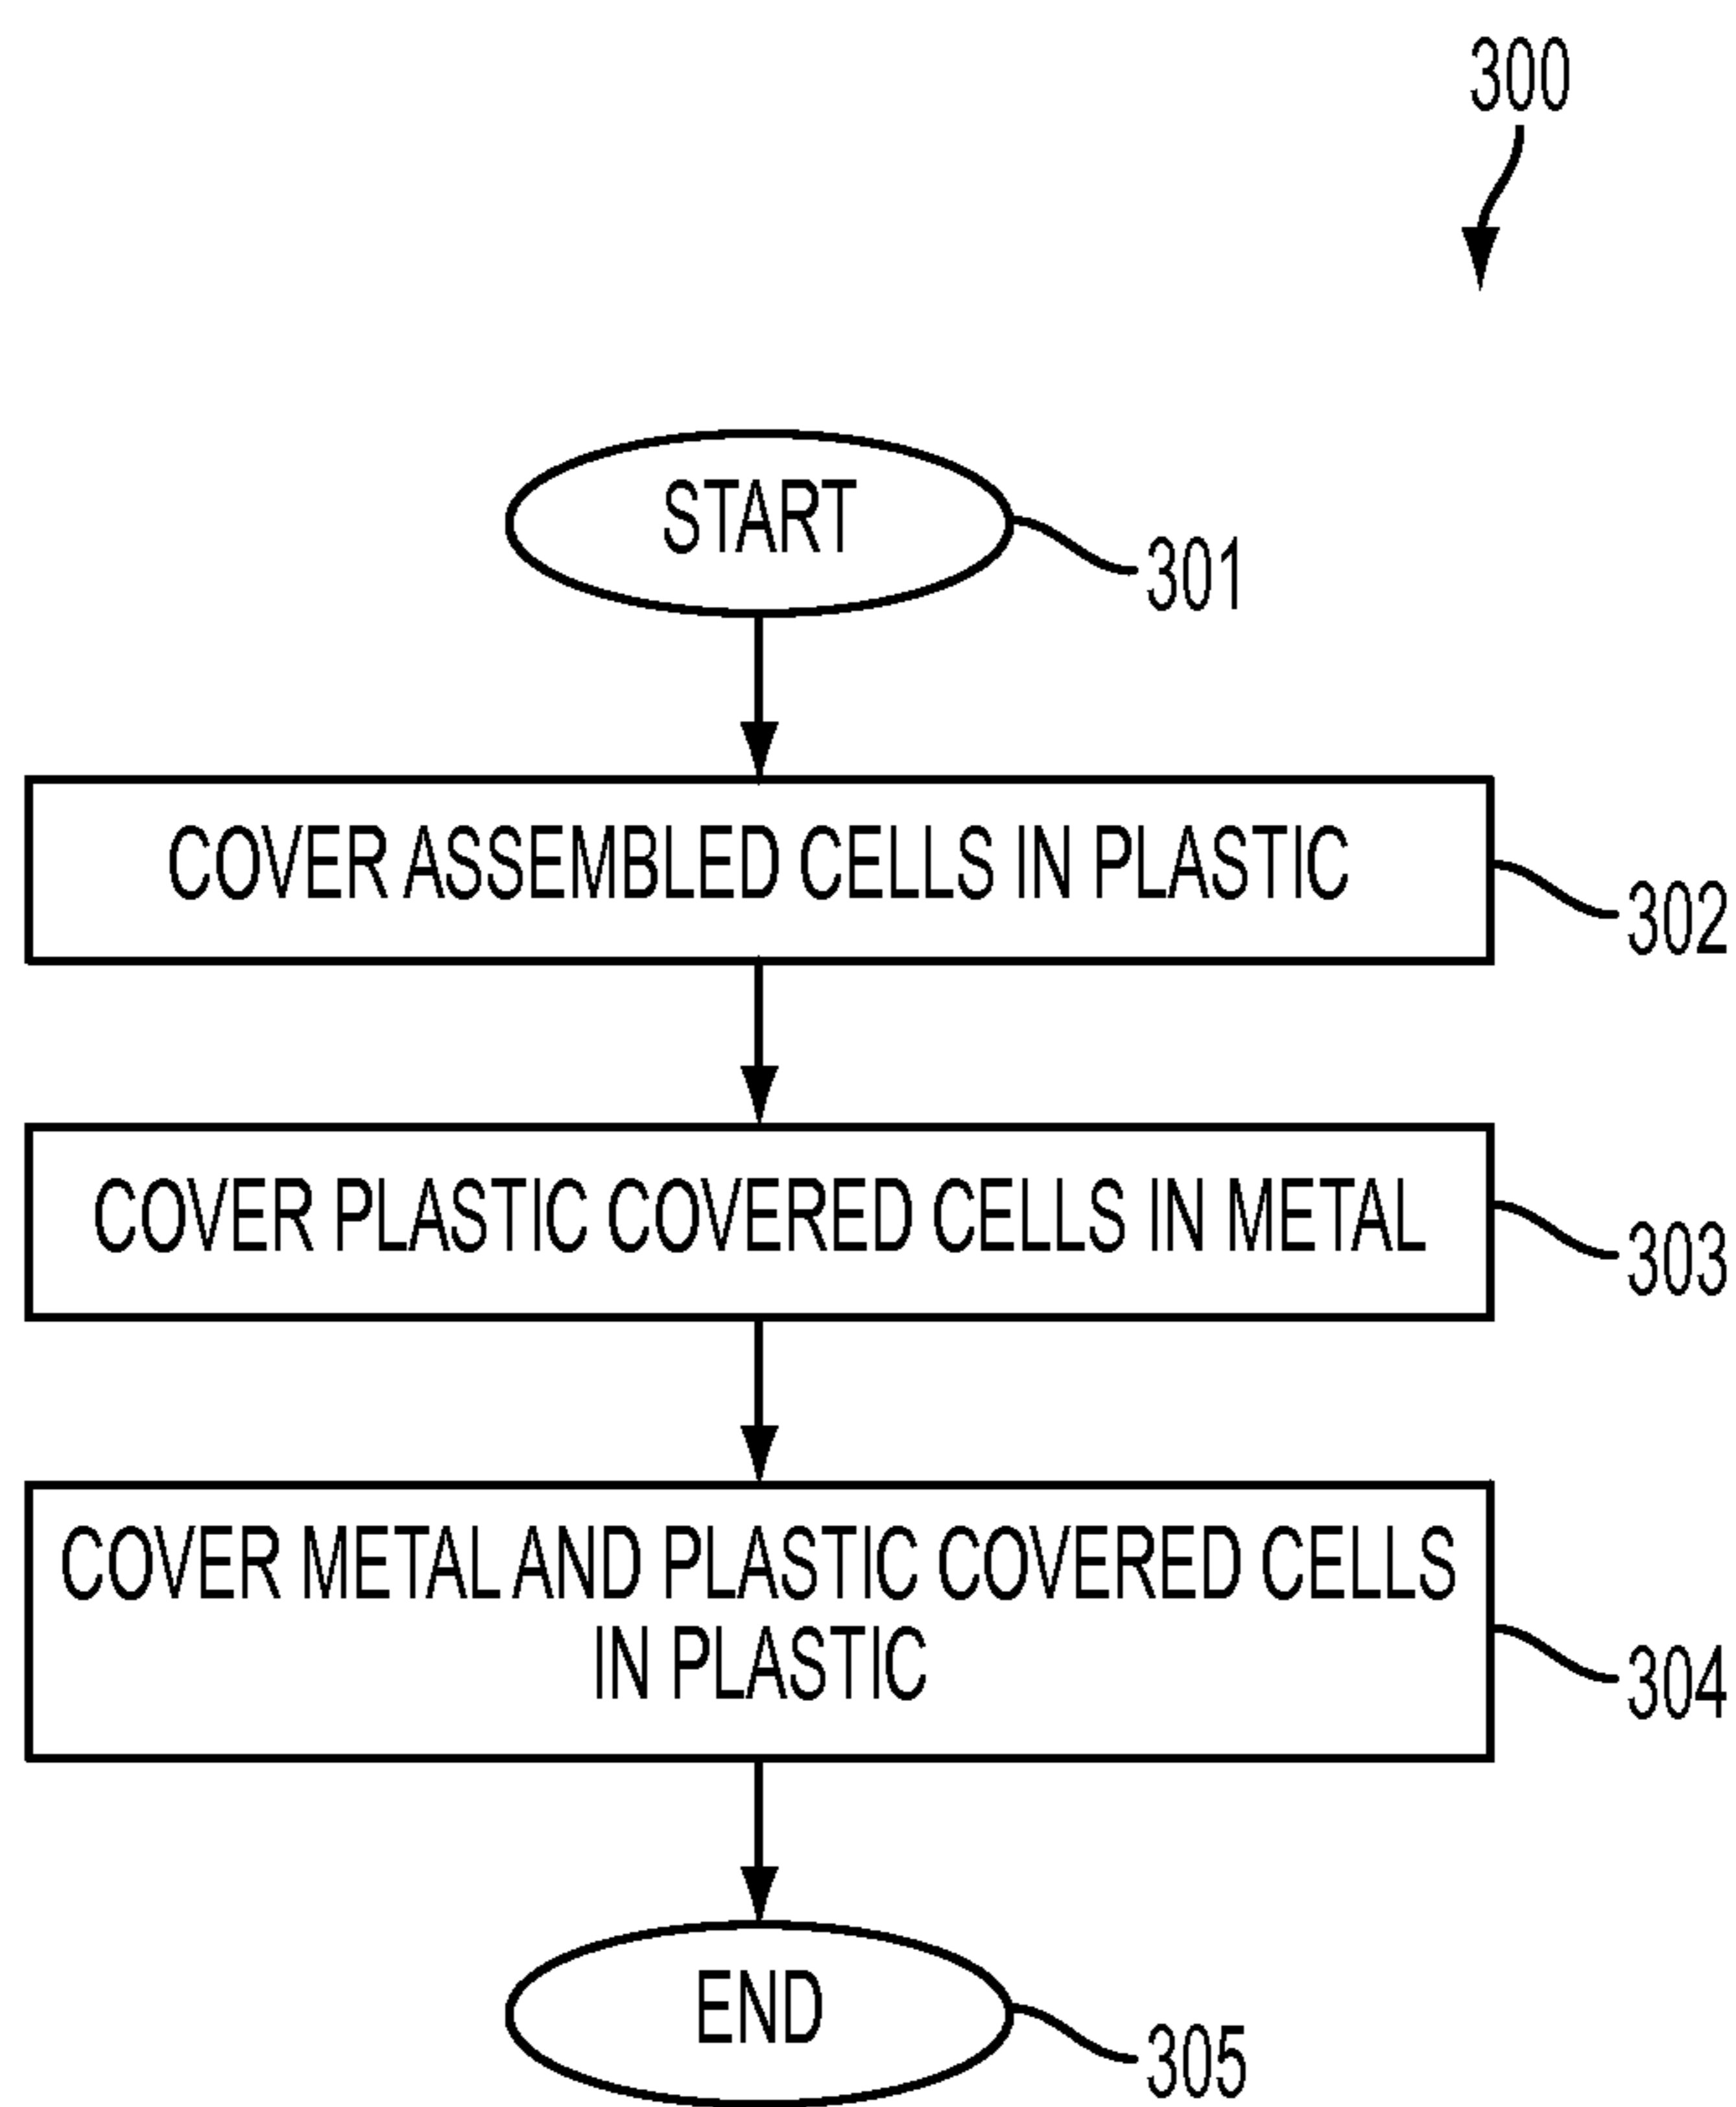 300
START
301
COVER ASSEMBLED CELLS IN PLASTIC
302
COVER PLASTIC COVERED CELLS IN METAL
303
COVER METAL AND PLASTIC COVERED CELLS
IN PLASTIC
304
END
305